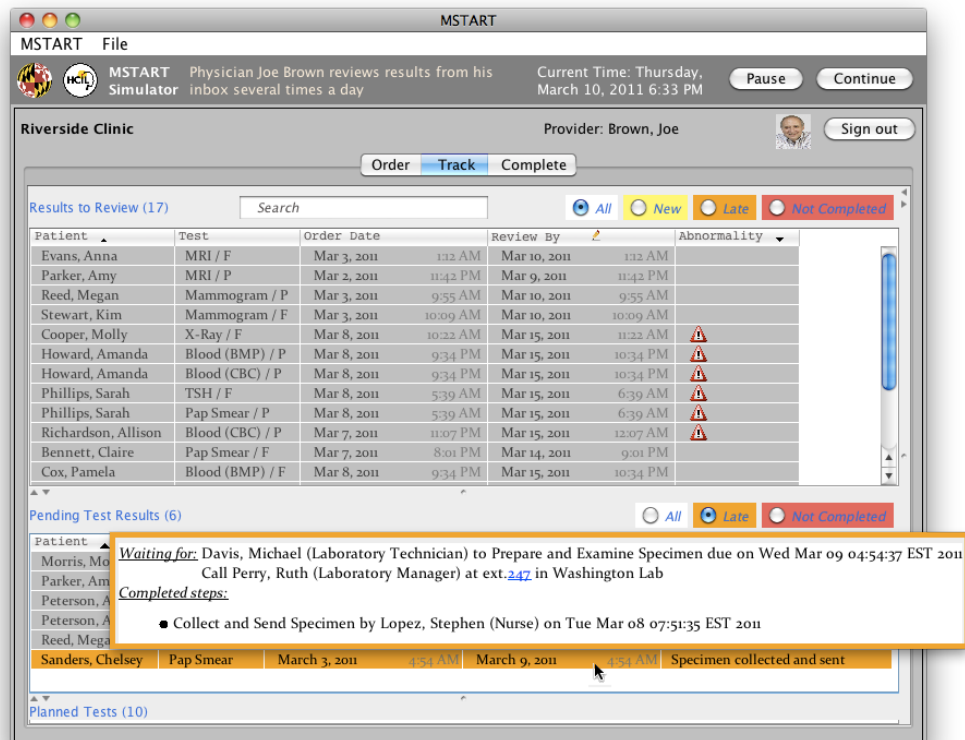 MSTART
MSTART File
HCIL MSTART Physician Joe Brown reviews results from his Current Time: Thursday, Pause Continue
Simulator inbox several times a day March 10, 2011 6:33 PM
Riverside Clinic Provider: Brown, Joe Sign out
Order Track Complete
Results to Review (17) Search All New Late Not Completed
Patient Test Order Date Review By Abnormality
Evans, Anna MRI / F Mar 3, 2011 1:12 AM Mar 10, 2011 1:12 AM
Parker, Amy MRI / P Mar 2, 2011 11:42 PM Mar 9, 2011 11:42 PM
Reed, Megan Mammogram / P Mar 3, 2011 9:55 AM Mar 10, 2011 9:55 AM
Stewart, Kim Mammogram / F Mar 3, 2011 10:09 AM Mar 10, 2011 10:09 AM
Cooper, Molly X-Ray / F Mar 8, 2011 10:22 AM Mar 15, 2011 11:22 AM
Howard, Amanda Blood (BMP) / P Mar 8, 2011 9:34 PM Mar 15, 2011 10:34 PM
Howard, Amanda Blood (CBC) / P Mar 8, 2011 9:34 PM Mar 15, 2011 10:34 PM
Phillips, Sarah TSH / F Mar 8, 2011 5:39 AM Mar 15, 2011 6:39 AM
Phillips, Sarah Pap Smear / P Mar 8, 2011 5:39 AM Mar 15, 2011 6:39 AM
Richardson, Allison Blood (CBC) / P Mar 7, 2011 11:07 PM Mar 15, 2011 12:07 AM
Bennett, Claire Pap Smear / F Mar 7, 2011 8:01 PM Mar 14, 2011 9:01 PM
Cox, Pamela Blood (BMP) / F Mar 8, 2011 9:34 PM Mar 15, 2011 10:34 PM
Pending Test Results (6) All Late Not Completed
Patient
Morris, Mo
Parker, Am
Peterson, A
Peterson, A
Reed, Mega
Waiting for: Davis, Michael (Laboratory Technician) to Prepare and Examine Specimen due on Wed Mar 09 04:54:37 EST 2011
Call Perry, Ruth (Laboratory Manager) at ext.247 in Washington Lab
Completed steps:
Collect and Send Specimen by Lopez, Stephen (Nurse) on Tue Mar 08 07:51:35 EST 2011
Sanders, Chelsey Pap Smear March 3, 2011 4:54 AM March 9, 2011 4:54 AM Specimen collected and sent
Planned Tests (10)